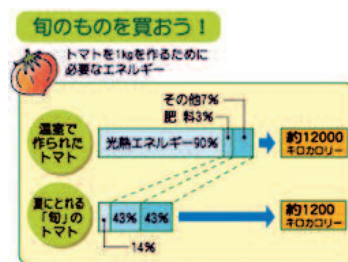 旬のものを買おう！
トマトを1kgを作るために
必要なエネルギー
その他7%
肥 料3%
温室で
作られた
トマト
光熱エネルギー90%
約12000
キロカロリー
夏にとれる
「旬」の
トマト
43%
43%
約1200
キロカロリー
14%